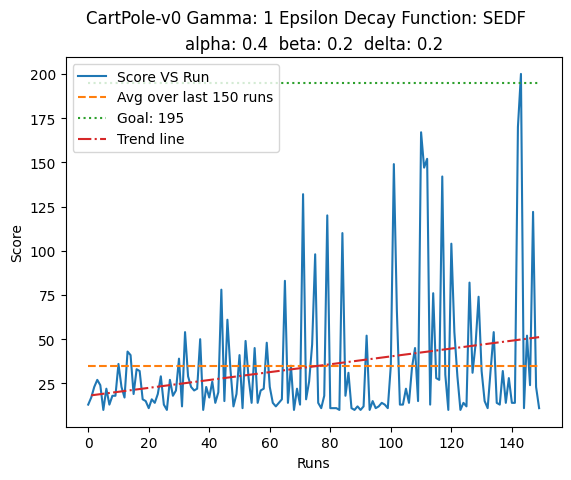 CartPole-v0 Gamma: 1 Epsilon Decay Function: SEDF
alpha: 0.4 beta: 0.2 delta: 0.2
Score VS Run
Avg over last 150 runs
Goal: 195
Trend line
200
175
150
125
100
75
50
25
Score
0 20 40 60 80 100 120 140
Runs